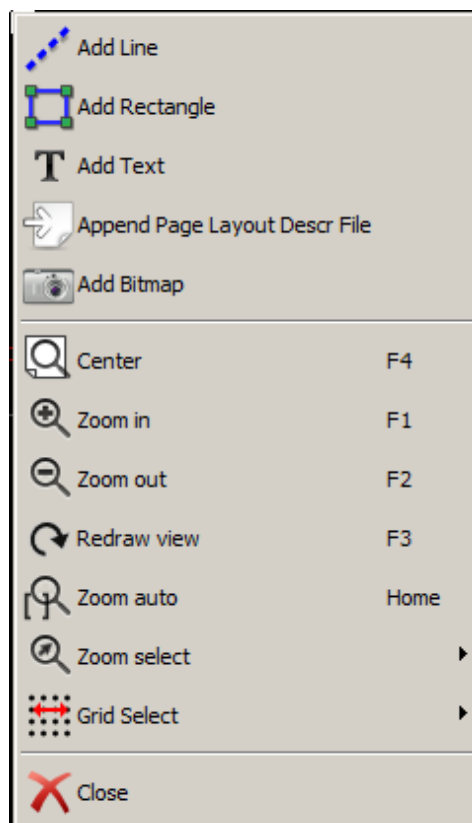 Add Line
Add Rectangle
Add Text
Append Page Layout Descr File
Add Bitmap
Center F4
Zoom in F1
Zoom out F2
Redraw view F3
Zoom auto Home
Zoom select
Grid Select
Close